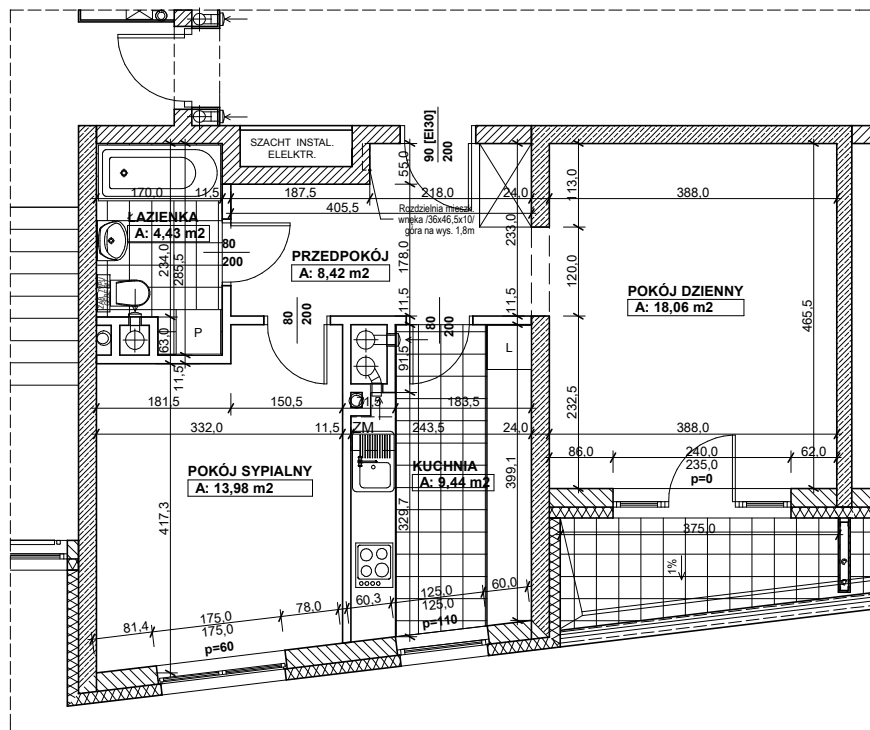 SZACHT INSTAL.
ELELKTR.
90 [EI30]
200
55,0
170,0
11,5
187,5
218,0
24,0
113,0
388,0
405,5
Rozdzielnia mieszk.
wnęka /36x46,5x10/
góra na wys. 1,8m
ŁAZIENKA
A: 4,43 m2
80
200
234,0
285,5
PRZEDPOKÓJ
A: 8,42 m2
178,0
233,0
120,0
POKÓJ DZIENNY
A: 18,06 m2
465,5
11,5
11,5
80
200
80
200
63,0
P
L
91,5
11,5
232,5
181,5
150,5
71,5
183,5
332,0
11,5
ZM
243,5
24,0
388,0
86,0
240,0
62,0
235,0
p=0
POKÓJ SYPIALNY
A: 13,98 m2
KUCHNIA
A: 9,44 m2
399,1
417,3
329,7
375,0
1%
81,4
175,0
175,0
p=60
78,0
60,3
125,0
125,0
p=110
60,0